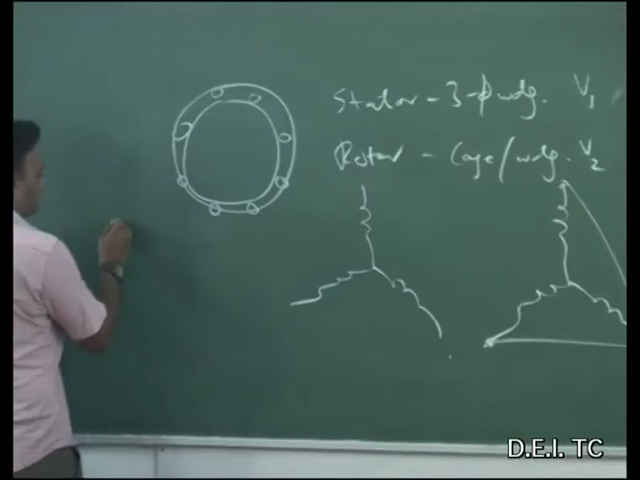 Stator - 3-ϕ wdg. V1
Rotor - Cage/wdg. V2
D.E.I. TC